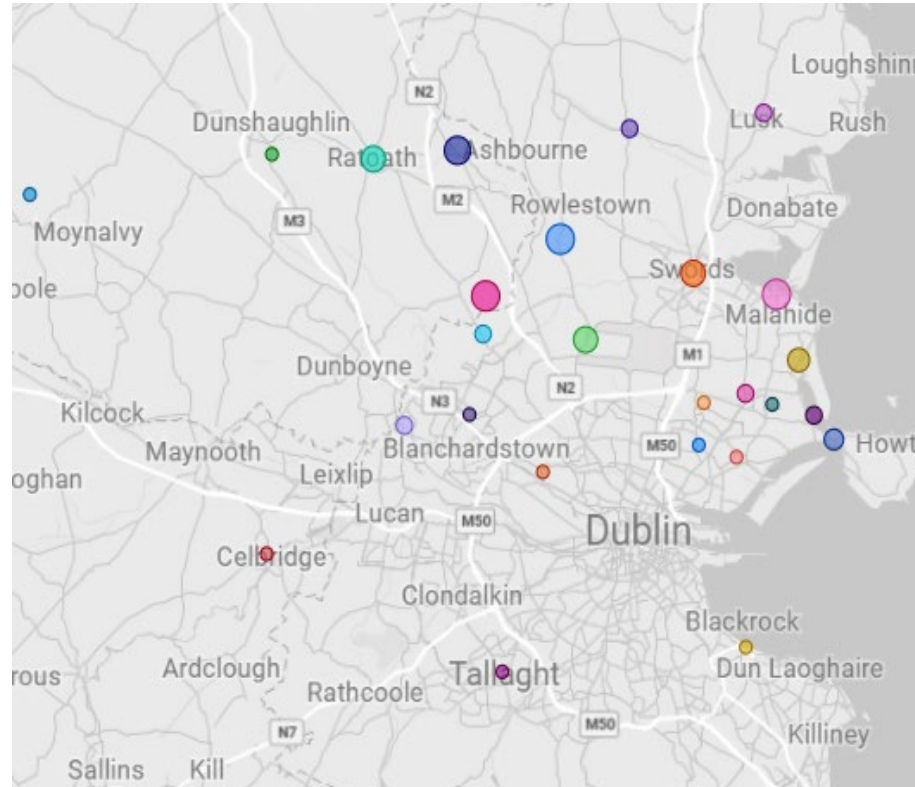 N2
Loughshinn
Dunshaughlin
Lusk
Rush
Ratoath
Ashbourne
M2
Rowlestown
Donabate
M3
Moynalvy
Swords
oole
Malahide
M1
Dunboyne
N2
N3
Kilcock
Blanchardstown
M50
Howt
Maynooth
Leixlip
oghan
Lucan
M50
Dublin
Celbridge
Clondalkin
Blackrock
Ardclough
Tallaght
Dun Laoghaire
rous
Rathcoole
N7
M50
Killiney
Sallins
Kill